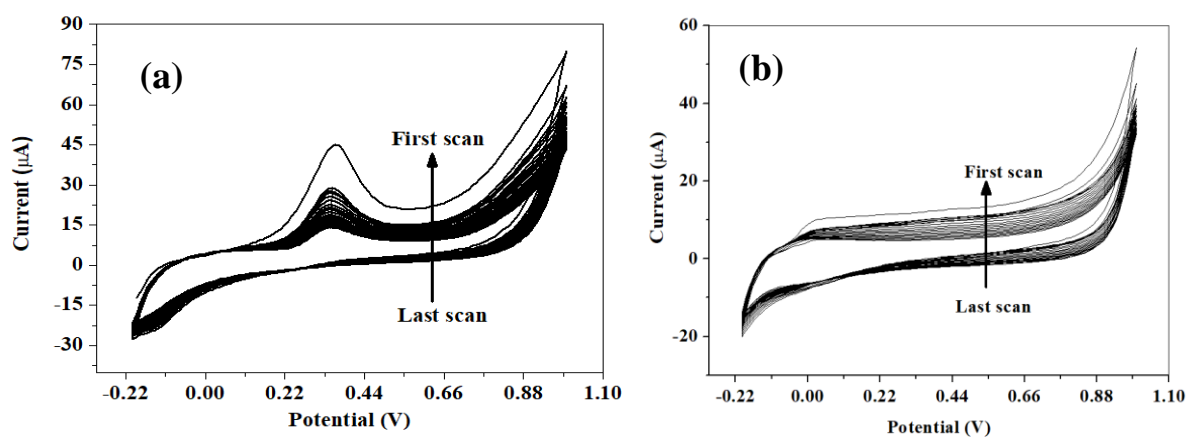 (a)
90
75
60
45
30
15
0
-15
-30
Current (μA)
First scan
Last scan
-0.22 0.00 0.22 0.44 0.66 0.88 1.10
Potential (V)
(b)
60
40
20
0
-20
Current (μA)
First scan
Last scan
-0.22 0.00 0.22 0.44 0.66 0.88 1.10
Potential (V)